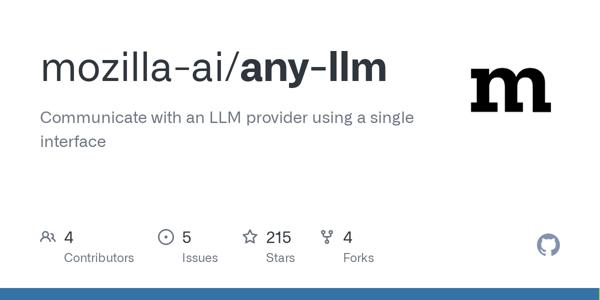 mozilla-ai/any-llm
m
Communicate with an LLM provider using a single
interface
4
Contributors
5
Issues
215
Stars
4
Forks